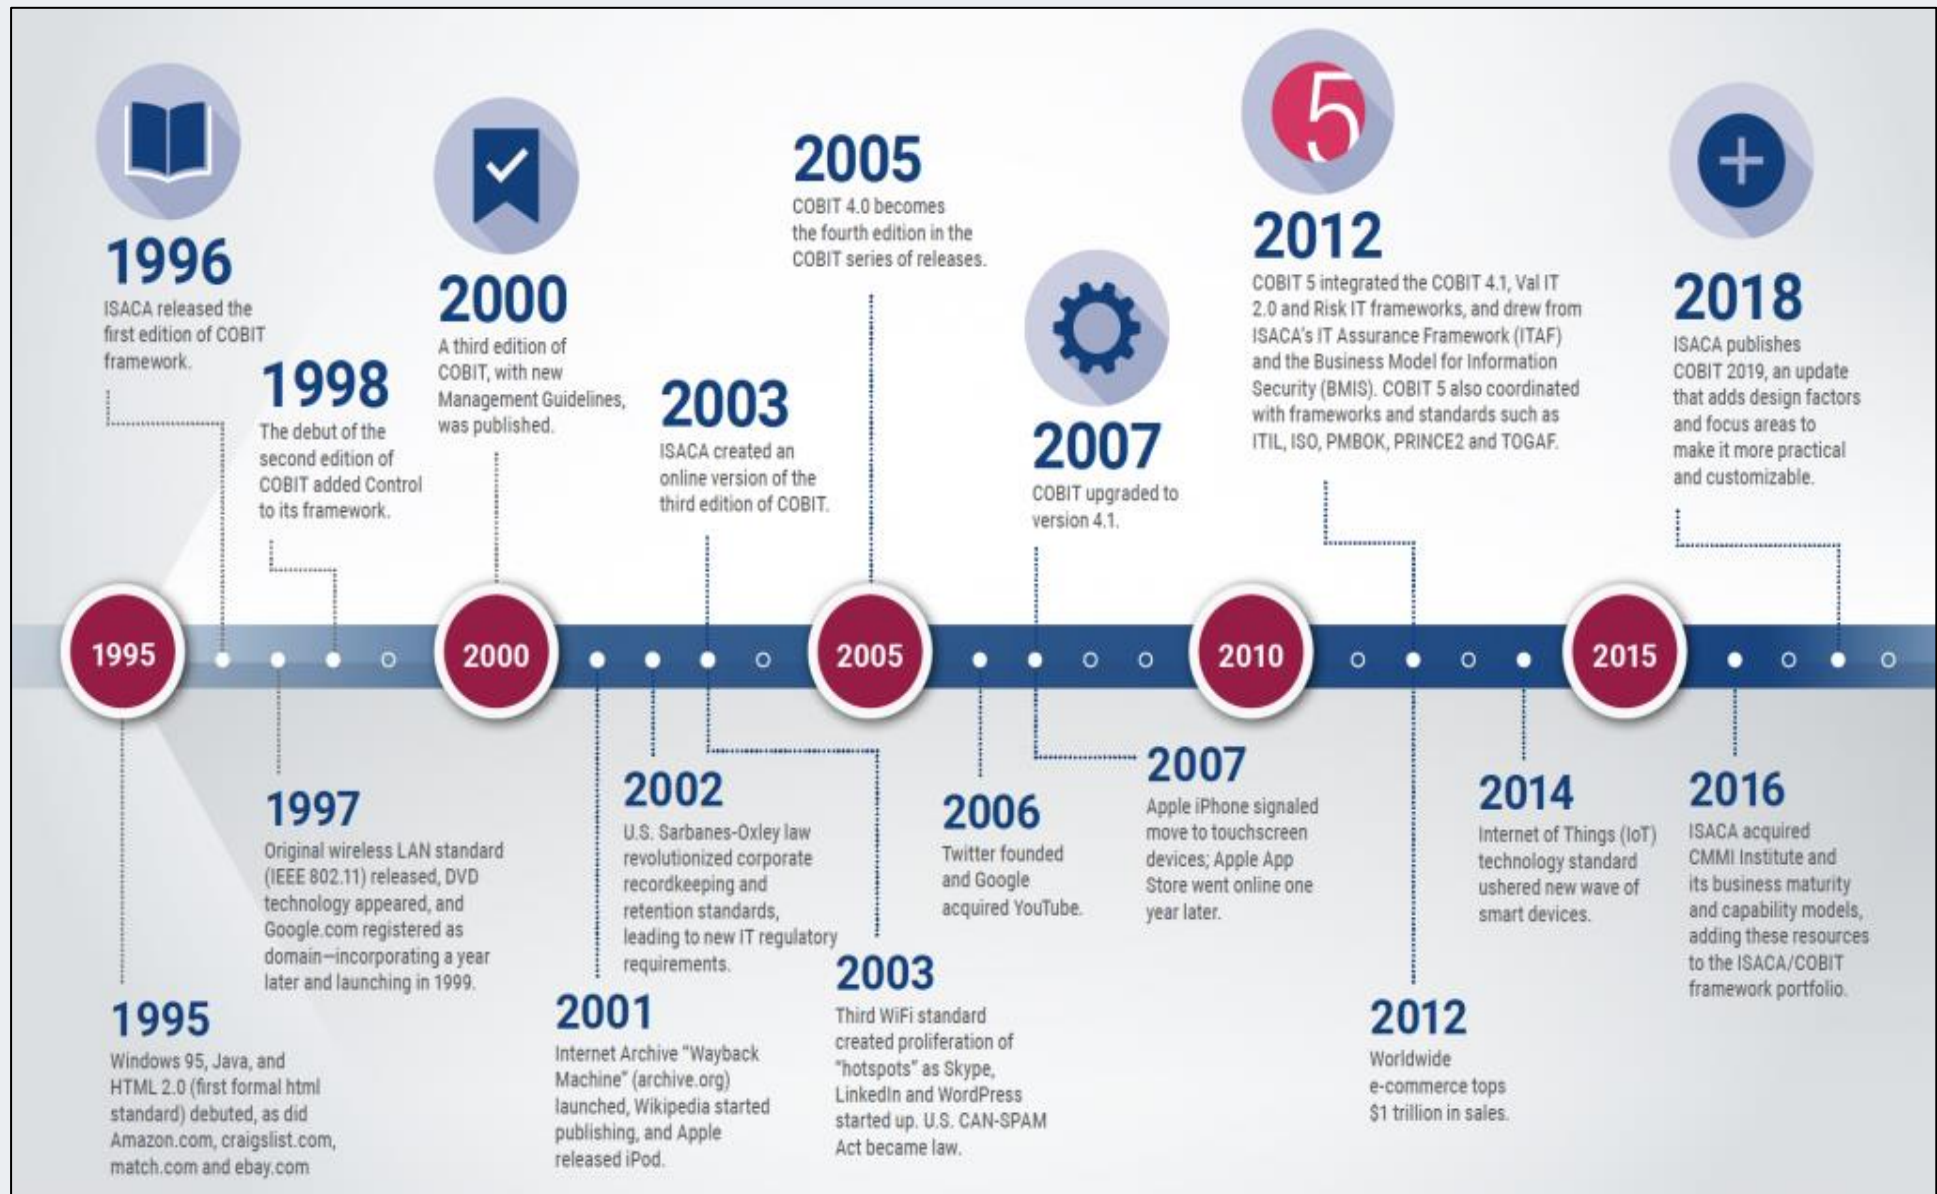 1996
ISACA released the
first edition of COBIT
framework.
1998
The debut of the
second edition of
COBIT added Control
to its framework.
2000
A third edition of
COBIT, with new
Management Guidelines,
was published.
2003
ISACA created an
online version of the
third edition of COBIT.
2005
COBIT 4.0 becomes
the fourth edition in the
COBIT series of releases.
2007
COBIT upgraded to
version 4.1.
5
2012
COBIT 5 integrated the COBIT 4.1, Val IT
2.0 and Risk IT frameworks, and drew from
ISACA's IT Assurance Framework (ITAF)
and the Business Model for Information
Security (BMIS). COBIT 5 also coordinated
with frameworks and standards such as
ITIL, ISO, PMBOK, PRINCE2 and TOGAF.
2018
ISACA publishes
COBIT 2019, an update
that adds design factors
and focus areas to
make it more practical
and customizable.
1995
2000
2005
2010
2015
1995
Windows 95, Java, and
HTML 2.0 (first formal html
standard) debuted, as did
Amazon.com, craigslist.com,
match.com and ebay.com
1997
Original wireless LAN standard
(IEEE 802.11) released, DVD
technology appeared, and
Google.com registered as
domain—incorporating a year
later and launching in 1999.
2001
Internet Archive "Wayback
Machine" (archive.org)
launched, Wikipedia started
publishing, and Apple
released iPod.
2002
U.S. Sarbanes-Oxley law
revolutionized corporate
recordkeeping and
retention standards,
leading to new IT regulatory
requirements.
2003
Third WiFi standard
created proliferation of
"hotspots" as Skype,
LinkedIn and WordPress
started up. U.S. CAN-SPAM
Act became law.
2006
Twitter founded
and Google
acquired YouTube.
2007
Apple iPhone signaled
move to touchscreen
devices; Apple App
Store went online one
year later.
2012
Worldwide
e-commerce tops
$1 trillion in sales.
2014
Internet of Things (IoT)
technology standard
ushered new wave of
smart devices.
2016
ISACA acquired
CMMI Institute and
its business maturity
and capability models,
adding these resources
to the ISACA/COBIT
framework portfolio.